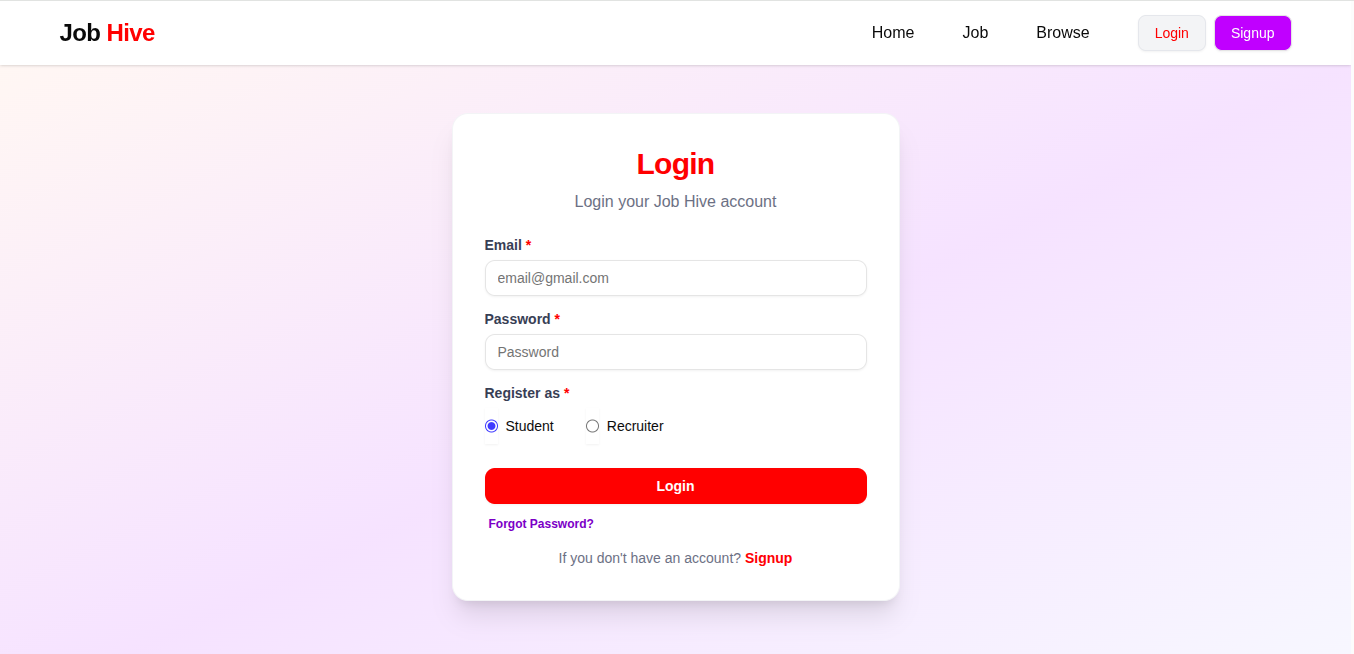 Job Hive
Home Job Browse Login Signup
Login
Login your Job Hive account
Email *
email@gmail.com
Password *
Password
Register as *
Student Recruiter
Login
Forgot Password?
If you don't have an account? Signup